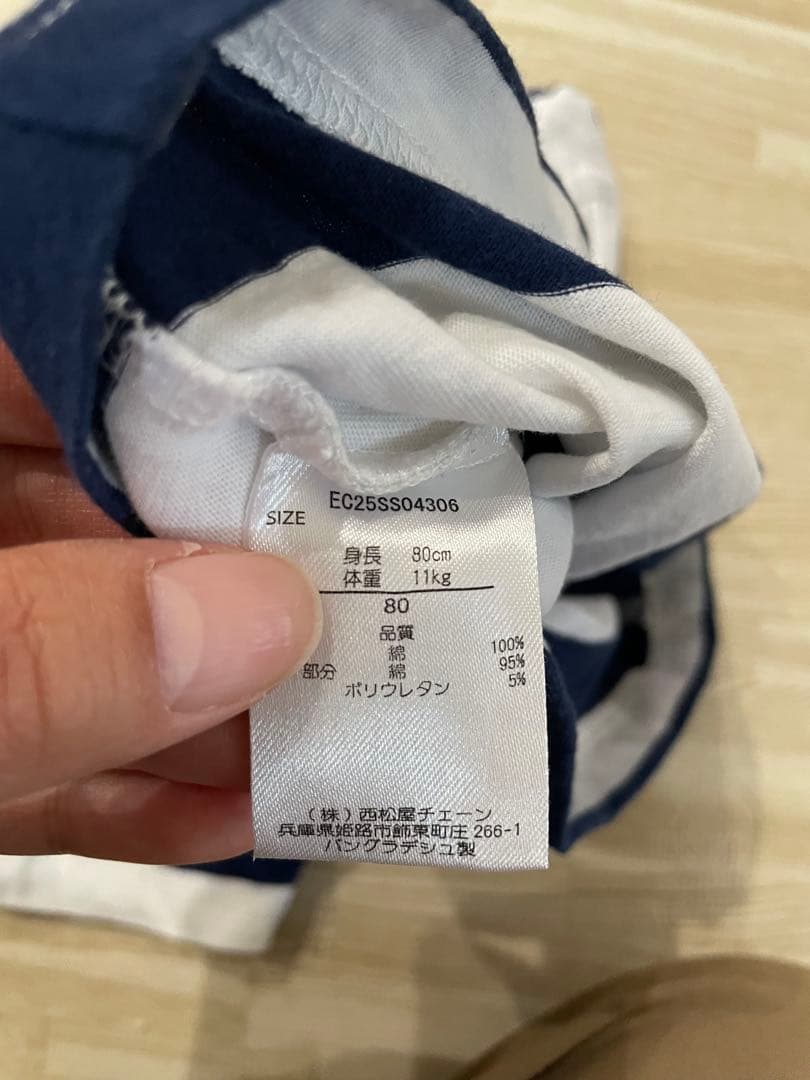 EC25SS04306
SIZE
身長 80cm
体重 11kg
80
品質
綿 100%
部分 綿 95%
ポリウレタン 5%
(株)西松屋チェーン
兵庫県姫路市飾東町庄 266-1
バングラデシュ製